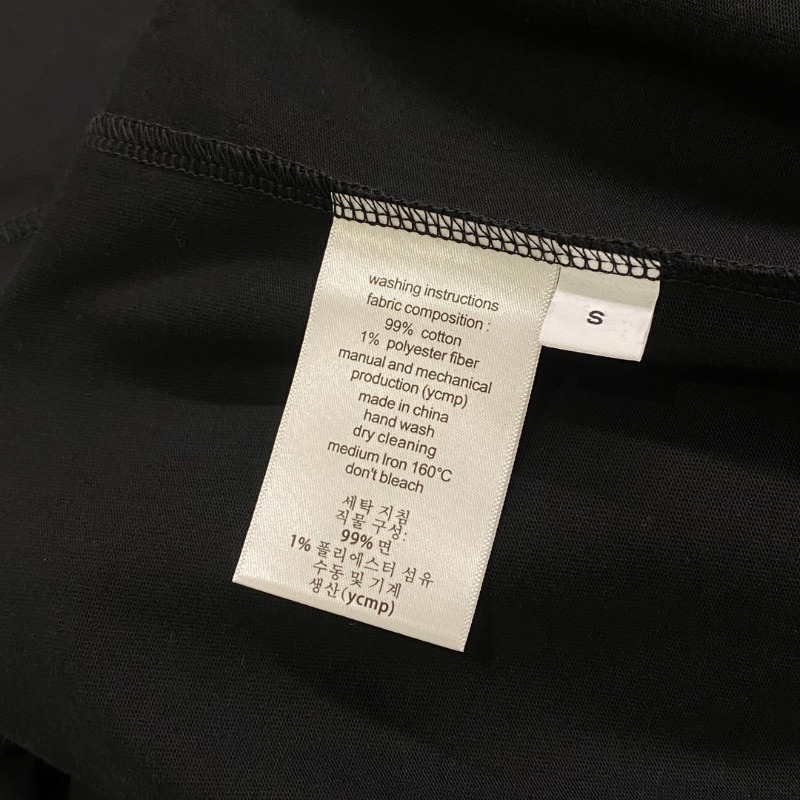 washing instructions
fabric composition :
99% cotton
1% polyester fiber
manual and mechanical
production (ycmp)
made in china
hand wash
dry cleaning
medium Iron 160°C
don't bleach
세탁 지침
직물 구성:
99% 면
1% 폴리에스터 섬유
수동 및 기계
생산(ycmp)
S